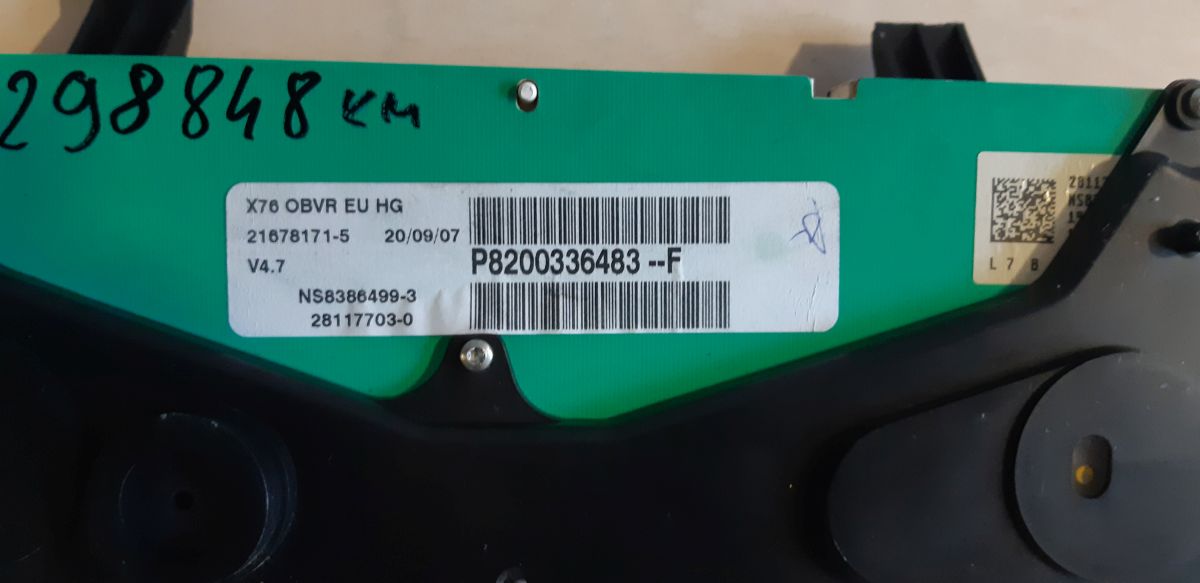 298848 км
X76 OBVR EU HG
21678171-5 20/09/07
V4.7
P8200336483 --F
NS8386499-3
28117703-0
L 7 8